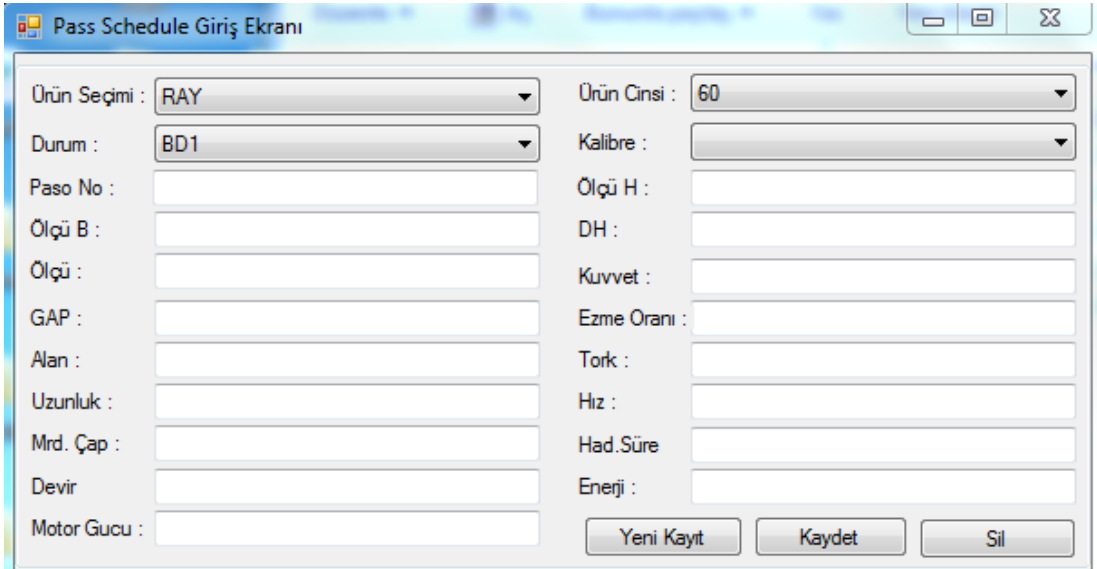 Pass Schedule Giriş Ekranı
Ürün Seçimi : RAY Ürün Cinsi : 60
Durum : BD1 Kalibre :
Paso No : Ölçü H :
Ölçü B : DH :
Ölçü : Kuvvet :
GAP : Ezme Oranı :
Alan : Tork :
Uzunluk : Hız :
Mrd. Çap : Had.Süre
Devir Enerji :
Motor Gucu : Yeni Kayıt Kaydet Sil